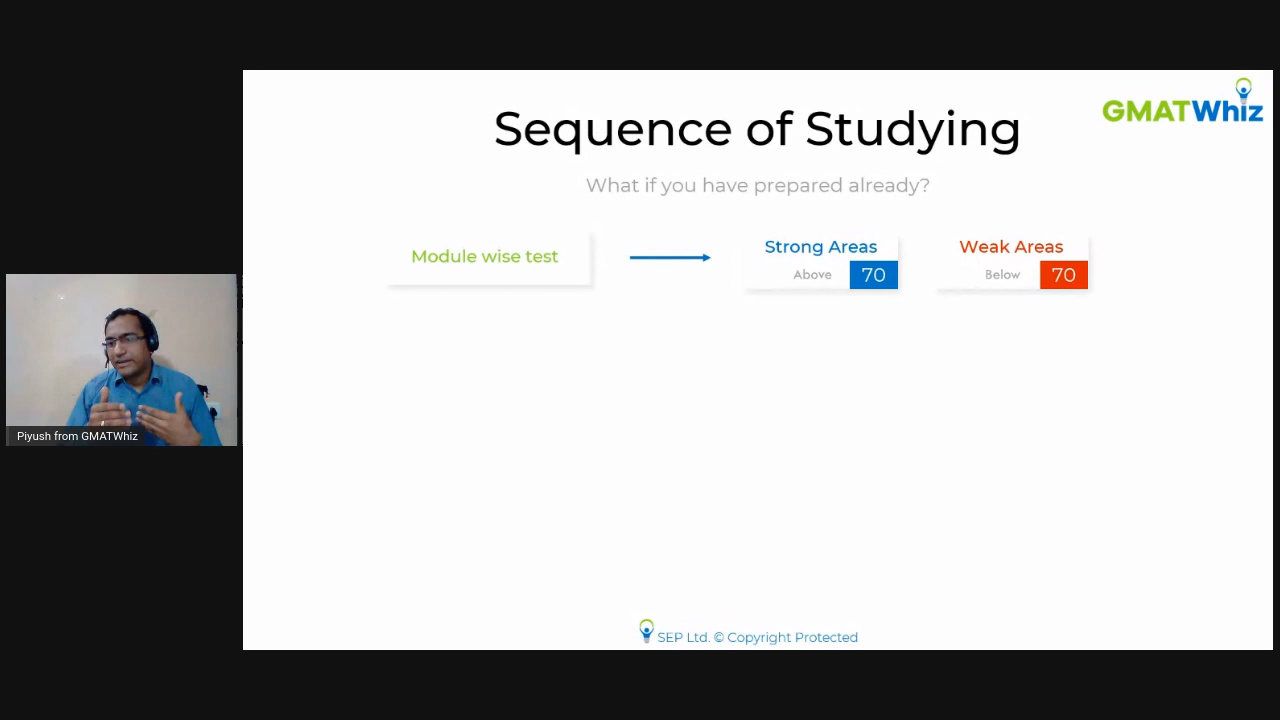 GMATWhiz
Sequence of Studying
What if you have prepared already?
Module wise test
Strong Areas
Above 70
Weak Areas
Below 70
Piyush from GMATWhiz
SEP Ltd. © Copyright Protected